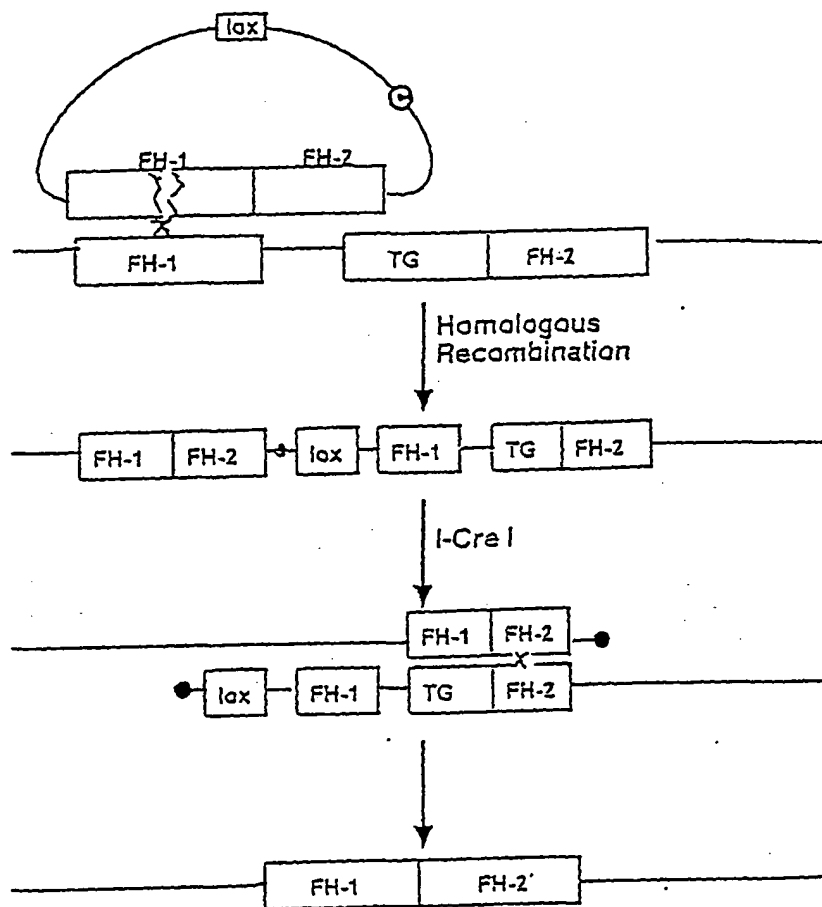 lox
C
FH-1 FH-2
FH-1 TG FH-2
Homologous
Recombination
FH-1 FH-2 lox FH-1 TG FH-2
I-Cre I
FH-1 FH-2
X
lox FH-1 TG FH-2
FH-1 FH-2'